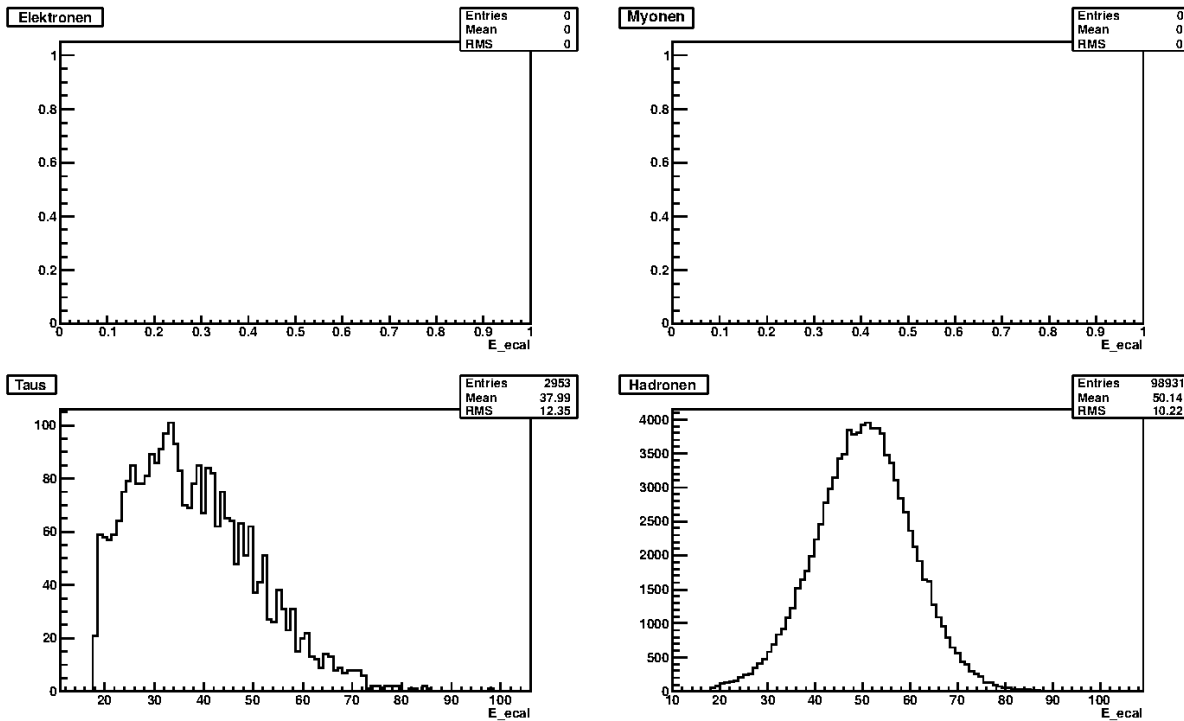 Elektronen
Entries 0
Mean 0
RMS 0
1
0.8
0.6
0.4
0.2
0
0 0.1 0.2 0.3 0.4 0.5 0.6 0.7 0.8 0.9 1
E_ecal
Myonen
Entries 0
Mean 0
RMS 0
1
0.8
0.6
0.4
0.2
0
0 0.1 0.2 0.3 0.4 0.5 0.6 0.7 0.8 0.9 1
E_ecal
Taus
Entries 2953
Mean 37.99
RMS 12.35
100
80
60
40
20
0
20 30 40 50 60 70 80 90 100
E_ecal
Hadronen
Entries 98931
Mean 50.14
RMS 10.22
4000
3500
3000
2500
2000
1500
1000
500
0
10 20 30 40 50 60 70 80 90 100
E_ecal